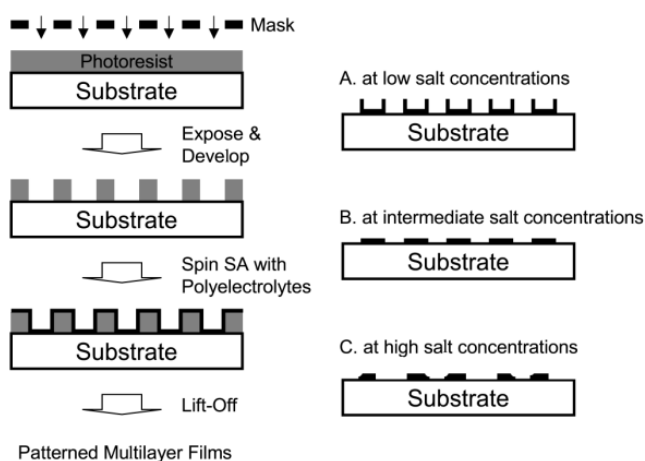 Mask
Photoresist
Substrate
Expose &
Develop
Substrate
Spin SA with
Polyelectrolytes
Substrate
Lift-Off
Patterned Multilayer Films
A. at low salt concentrations
Substrate
B. at intermediate salt concentrations
Substrate
C. at high salt concentrations
Substrate